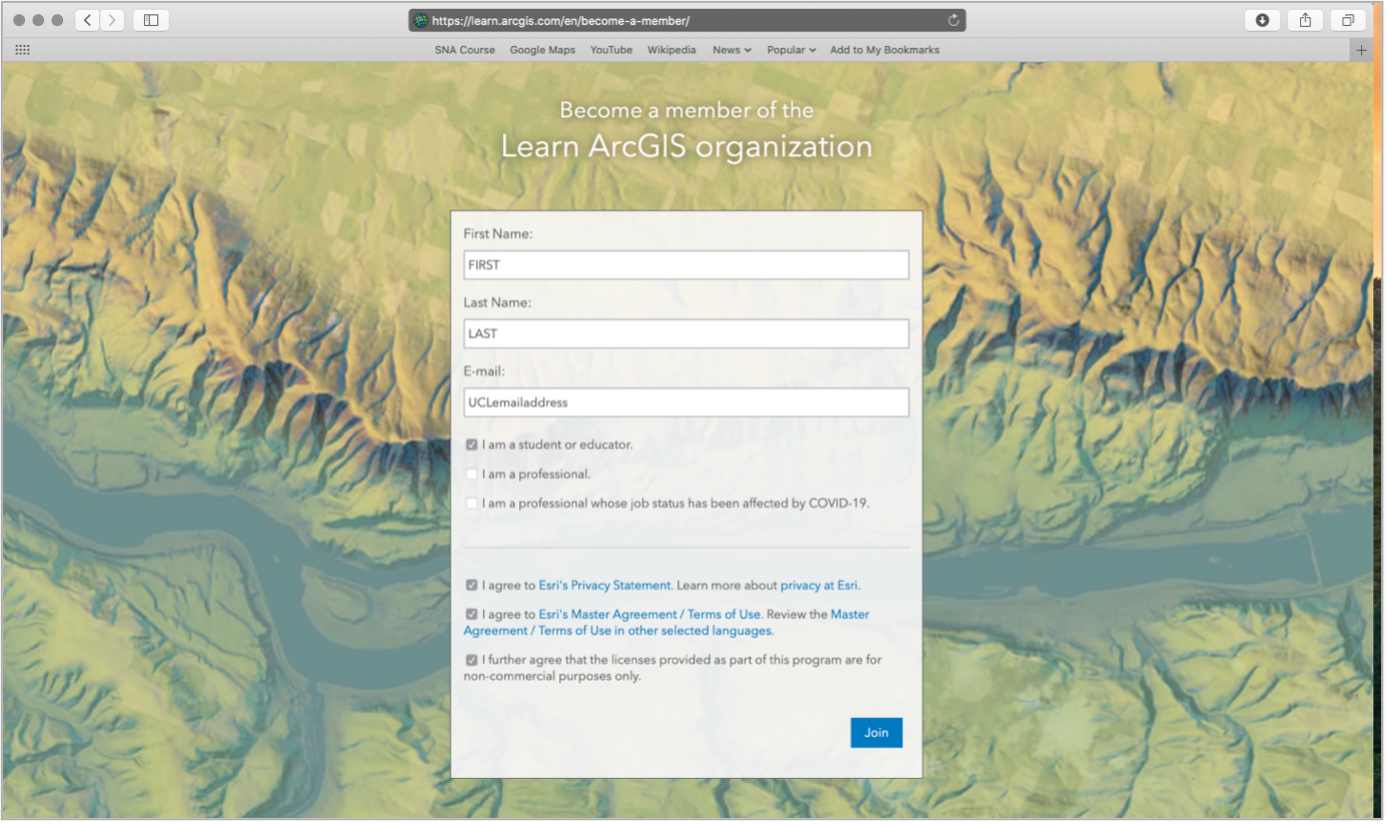 https://learn.arcgis.com/en/become-a-member/
SNA Course Google Maps YouTube Wikipedia News Popular Add to My Bookmarks
Become a member of the
Learn ArcGIS organization
First Name:
FIRST
Last Name:
LAST
E-mail:
UCLemailaddress
I am a student or educator.
I am a professional.
I am a professional whose job status has been affected by COVID-19.
I agree to Esri's Privacy Statement. Learn more about privacy at Esri.
I agree to Esri's Master Agreement / Terms of Use. Review the Master
Agreement / Terms of Use in other selected languages.
I further agree that the licenses provided as part of this program are for
non-commercial purposes only.
Join